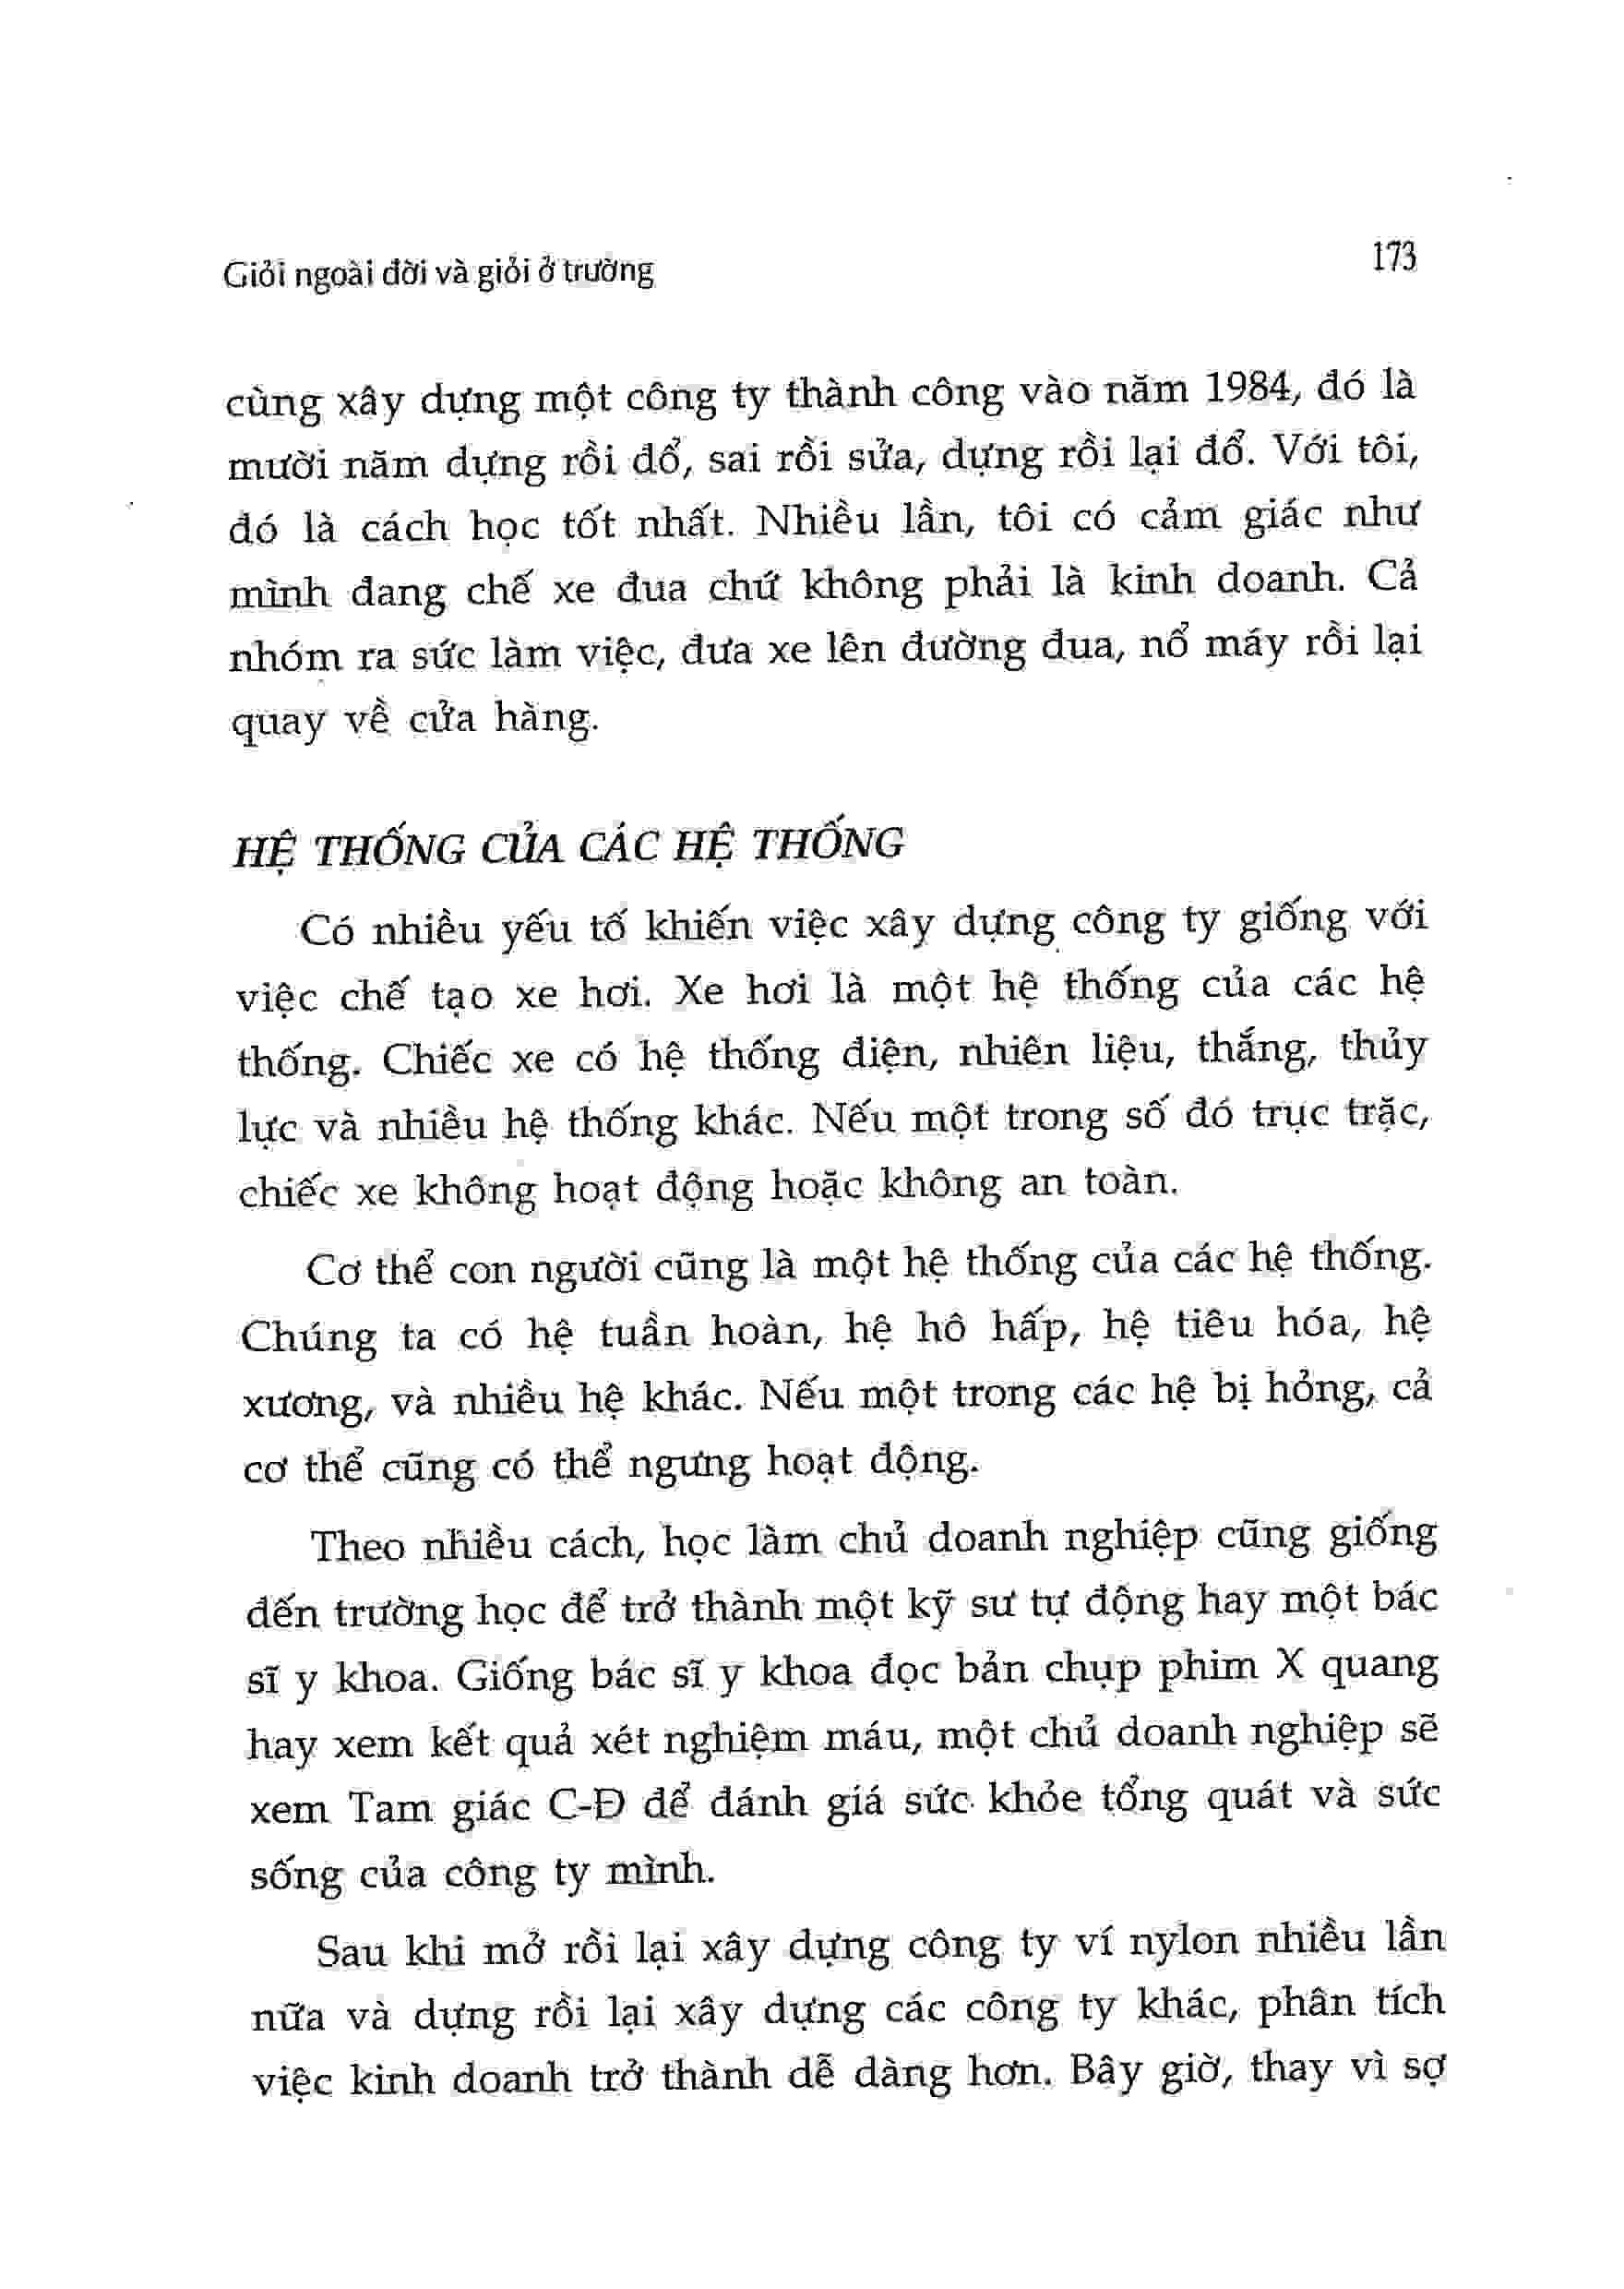 Giỏi ngoài đời và giỏi ở trường
173
cùng xây dựng một công ty thành công vào năm 1984, đó là
mười năm dựng rồi đổ, sai rồi sửa, dựng rồi lại đổ. Với tôi,
đó là cách học tốt nhất. Nhiều lần, tôi có cảm giác như
mình đang chế xe đua chứ không phải là kinh doanh. Cả
nhóm ra sức làm việc, đưa xe lên đường đua, nổ máy rồi lại
quay về cửa hàng.
HỆ THỐNG CỦA CÁC HỆ THỐNG
Có nhiều yếu tố khiến việc xây dựng công ty giống với
việc chế tạo xe hơi. Xe hơi là một hệ thống của các hệ
thống. Chiếc xe có hệ thống điện, nhiên liệu, thắng, thủy
lực và nhiều hệ thống khác. Nếu một trong số đó trục trặc,
chiếc xe không hoạt động hoặc không an toàn.
Cơ thể con người cũng là một hệ thống của các hệ thống.
Chúng ta có hệ tuần hoàn, hệ hô hấp, hệ tiêu hóa, hệ
xương, và nhiều hệ khác. Nếu một trong các hệ bị hỏng, cả
cơ thể cũng có thể ngưng hoạt động.
Theo nhiều cách, học làm chủ doanh nghiệp cũng giống
đến trường học để trở thành một kỹ sư tự động hay một bác
sĩ y khoa. Giống bác sĩ y khoa đọc bản chụp phim X quang
hay xem kết quả xét nghiệm máu, một chủ doanh nghiệp sẽ
xem Tam giác C-Đ để đánh giá sức khỏe tổng quát và sức
sống của công ty mình.
Sau khi mở rồi lại xây dựng công ty ví nylon nhiều lần
nữa và dựng rồi lại xây dựng các công ty khác, phân tích
việc kinh doanh trở thành dễ dàng hơn. Bây giờ, thay vì sợ